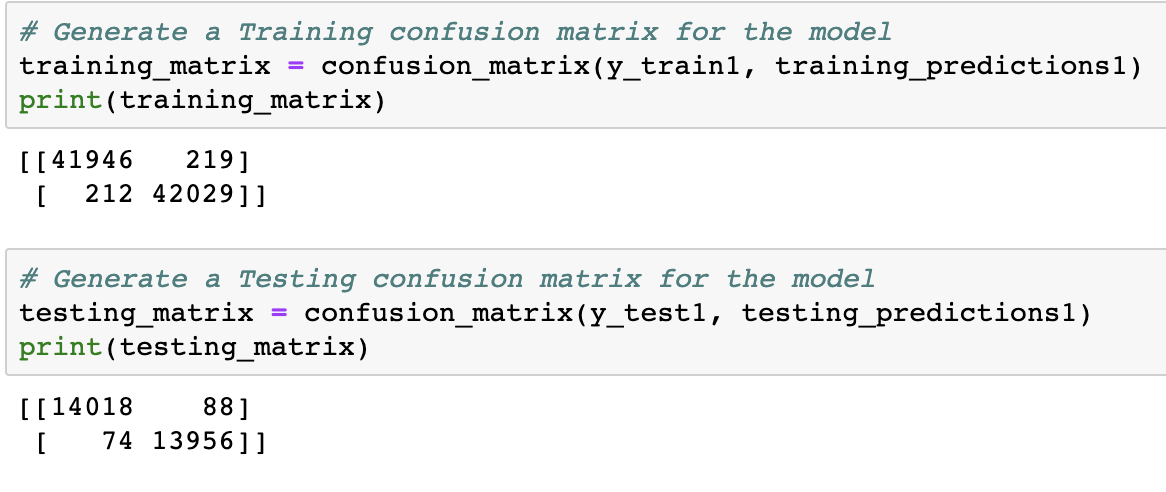 # Generate a Training confusion matrix for the model
training_matrix = confusion_matrix(y_train1, training_predictions1)
print(training_matrix)
[[41946   219]
 [  212 42029]]
# Generate a Testing confusion matrix for the model
testing_matrix = confusion_matrix(y_test1, testing_predictions1)
print(testing_matrix)
[[14018    88]
 [   74 13956]]